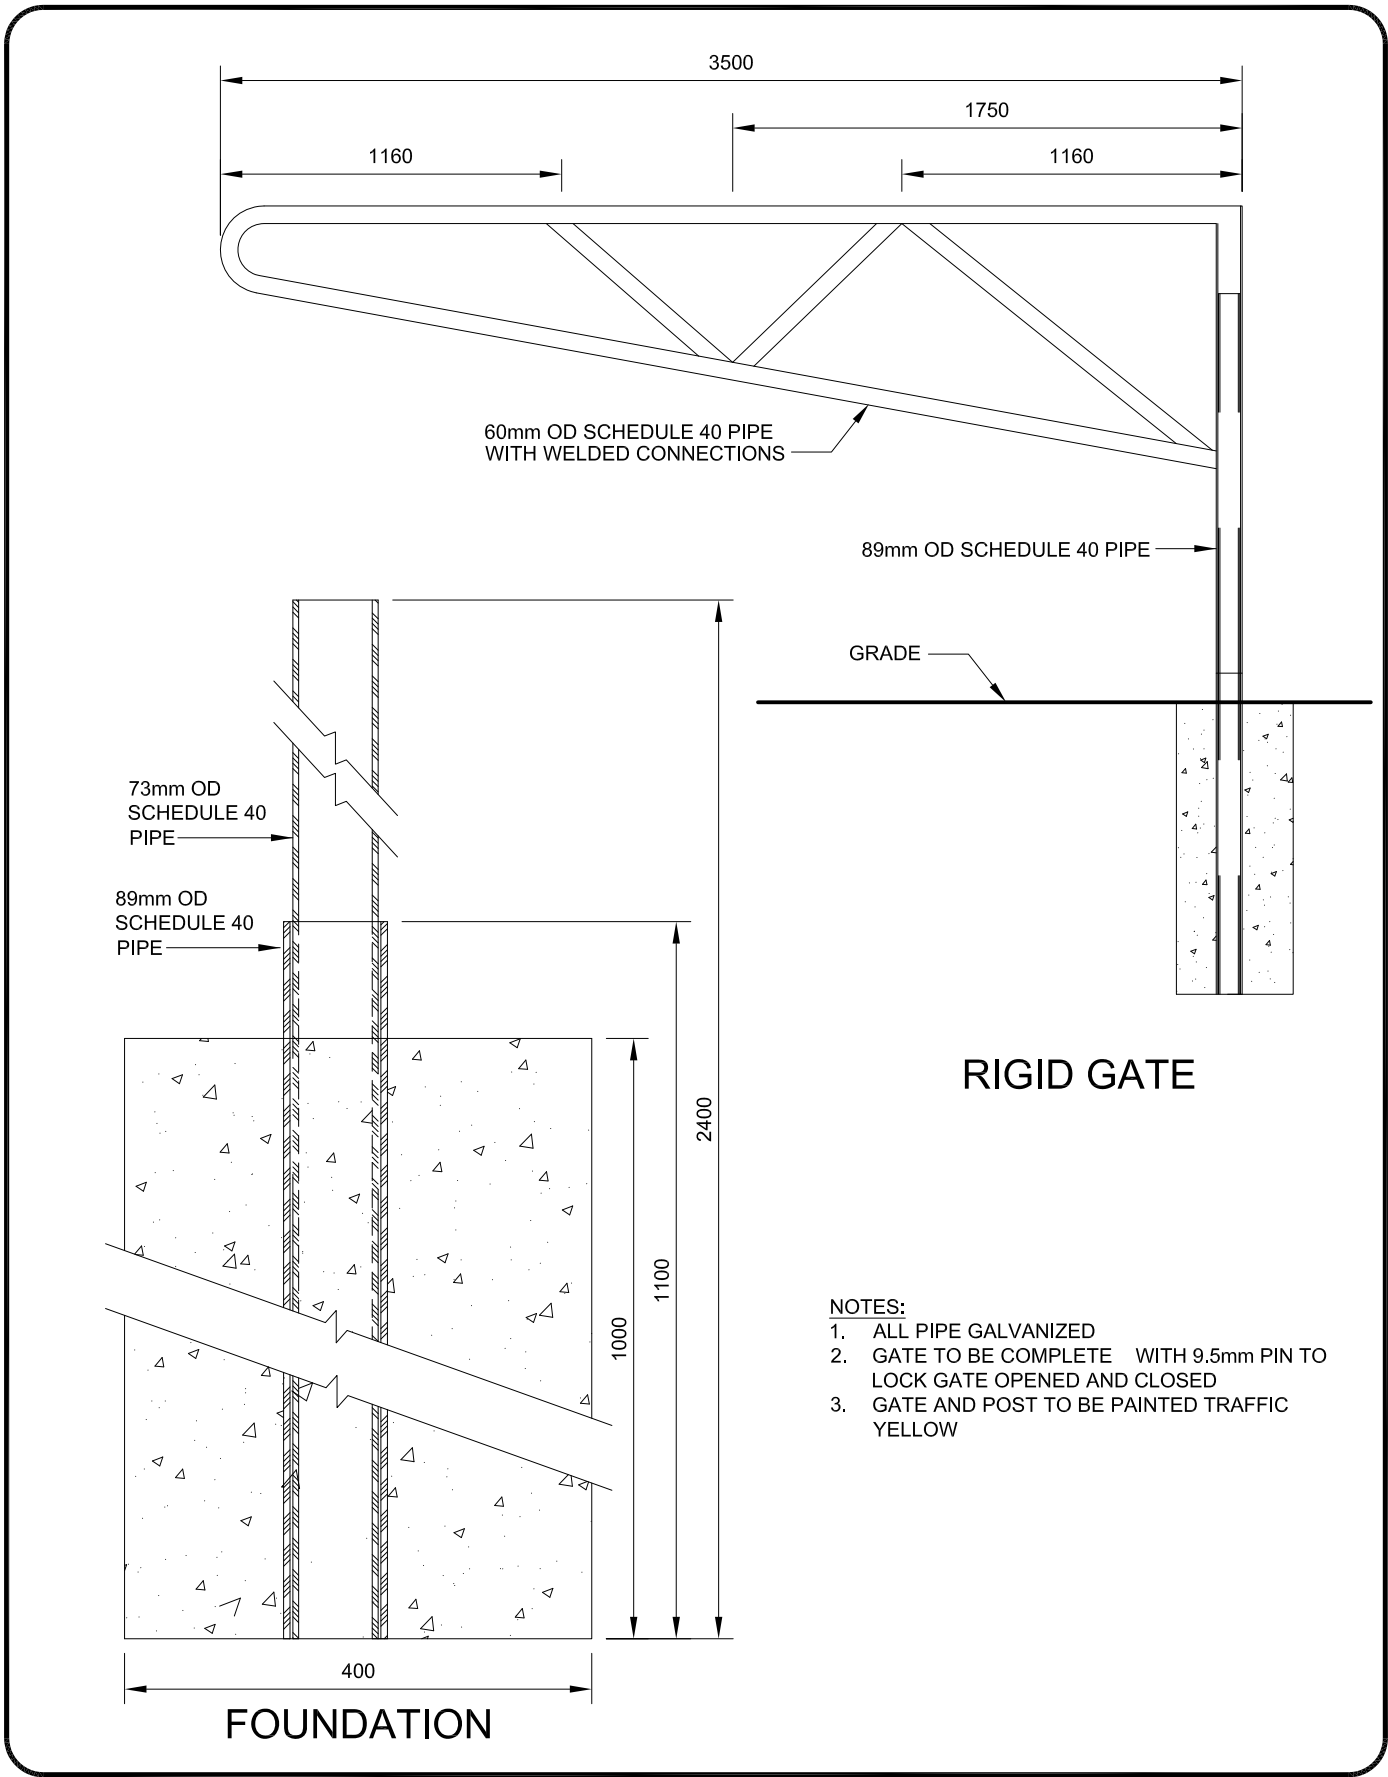 3500
1750
1160
1160
60mm OD SCHEDULE 40 PIPE
WITH WELDED CONNECTIONS
89mm OD SCHEDULE 40 PIPE
GRADE
73mm OD
SCHEDULE 40
PIPE
89mm OD
SCHEDULE 40
PIPE
RIGID GATE
2400
1100
1000
NOTES:
1. ALL PIPE GALVANIZED
2. GATE TO BE COMPLETE WITH 9.5mm PIN TO
LOCK GATE OPENED AND CLOSED
3. GATE AND POST TO BE PAINTED TRAFFIC
YELLOW
400
FOUNDATION